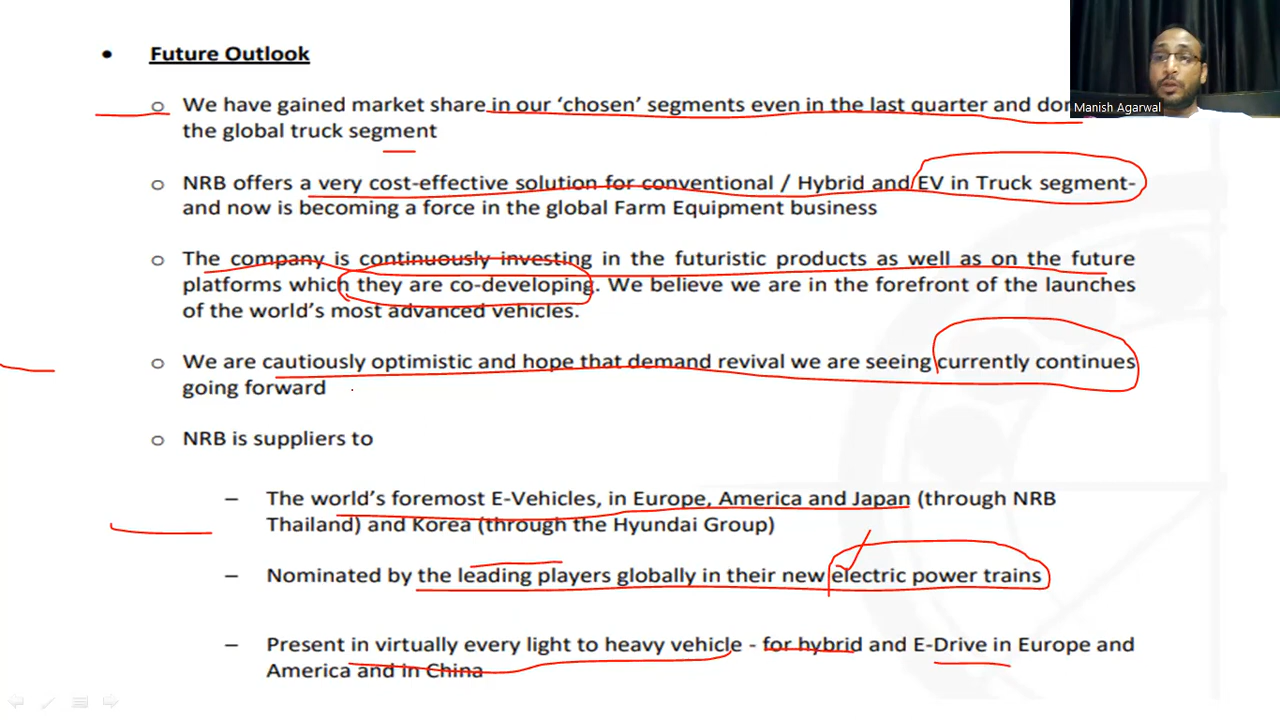 • Future Outlook
o We have gained market share in our ‘chosen’ segments even in the last quarter and
the global truck segment
o NRB offers a very cost-effective solution for conventional / Hybrid and EV in Truck segment-
and now is becoming a force in the global Farm Equipment business
o The company is continuously investing in the futuristic products as well as on the future
platforms which they are co-developing. We believe we are in the forefront of the launches
of the world’s most advanced vehicles.
o We are cautiously optimistic and hope that demand revival we are seeing currently continues
going forward
o NRB is suppliers to
– The world’s foremost E-Vehicles, in Europe, America and Japan (through NRB
Thailand) and Korea (through the Hyundai Group)
– Nominated by the leading players globally in their new electric power trains
– Present in virtually every light to heavy vehicle - for hybrid and E-Drive in Europe and
America and in China
Manish Agarwal